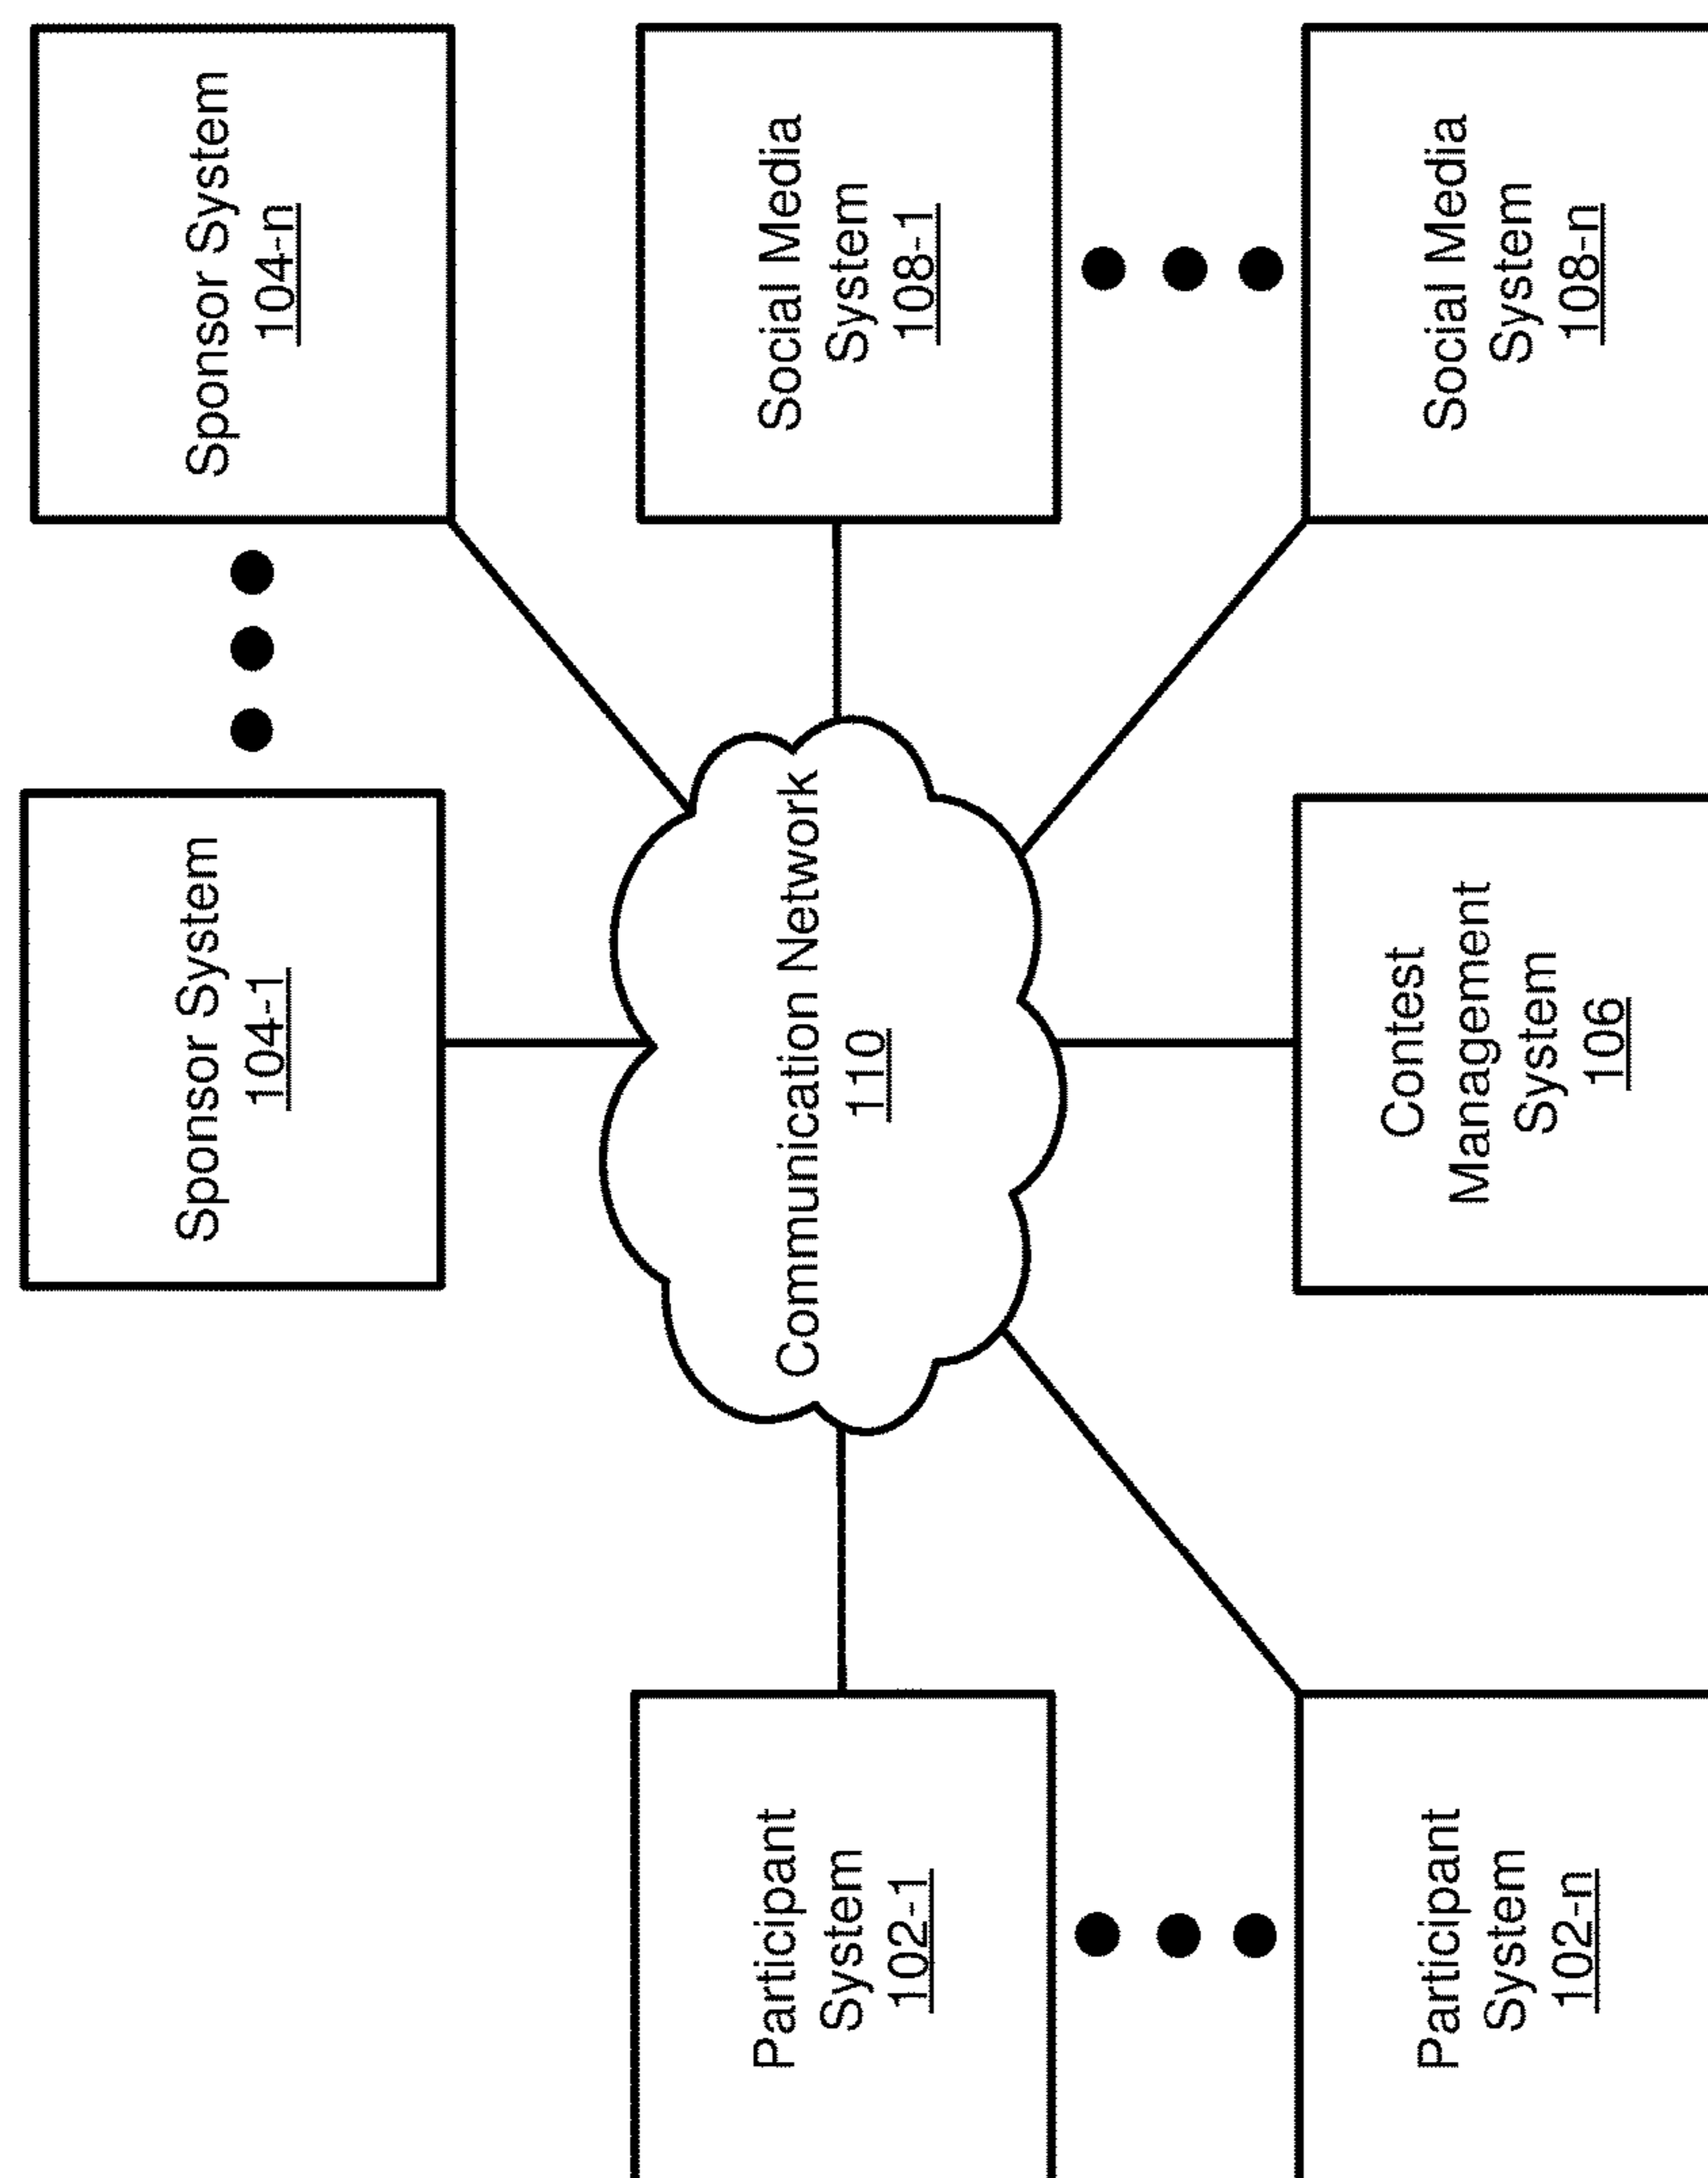 Sponsor System
104-1
Sponsor System
104-n
Participant
System
102-1
Communication Network
110
Social Media
System
108-1
Participant
System
102-n
Contest
Management
System
106
Social Media
System
108-n